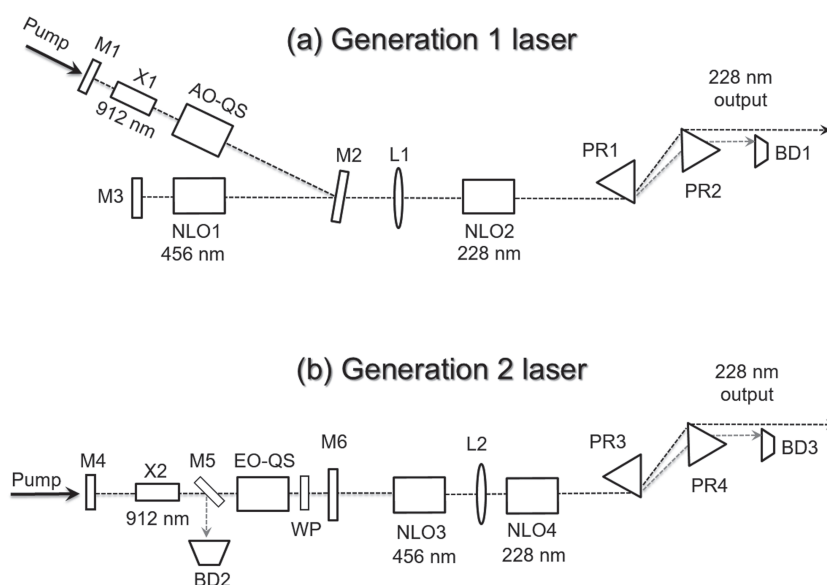 (a) Generation 1 laser
Pump
M1
X1
912 nm
AO-QS
M2
L1
M3
NLO1
456 nm
NLO2
228 nm
PR1
PR2
228 nm
output
BD1
(b) Generation 2 laser
Pump
M4
X2
912 nm
M5
BD2
EO-QS
WP
M6
NLO3
456 nm
L2
NLO4
228 nm
PR3
PR4
228 nm
output
BD3